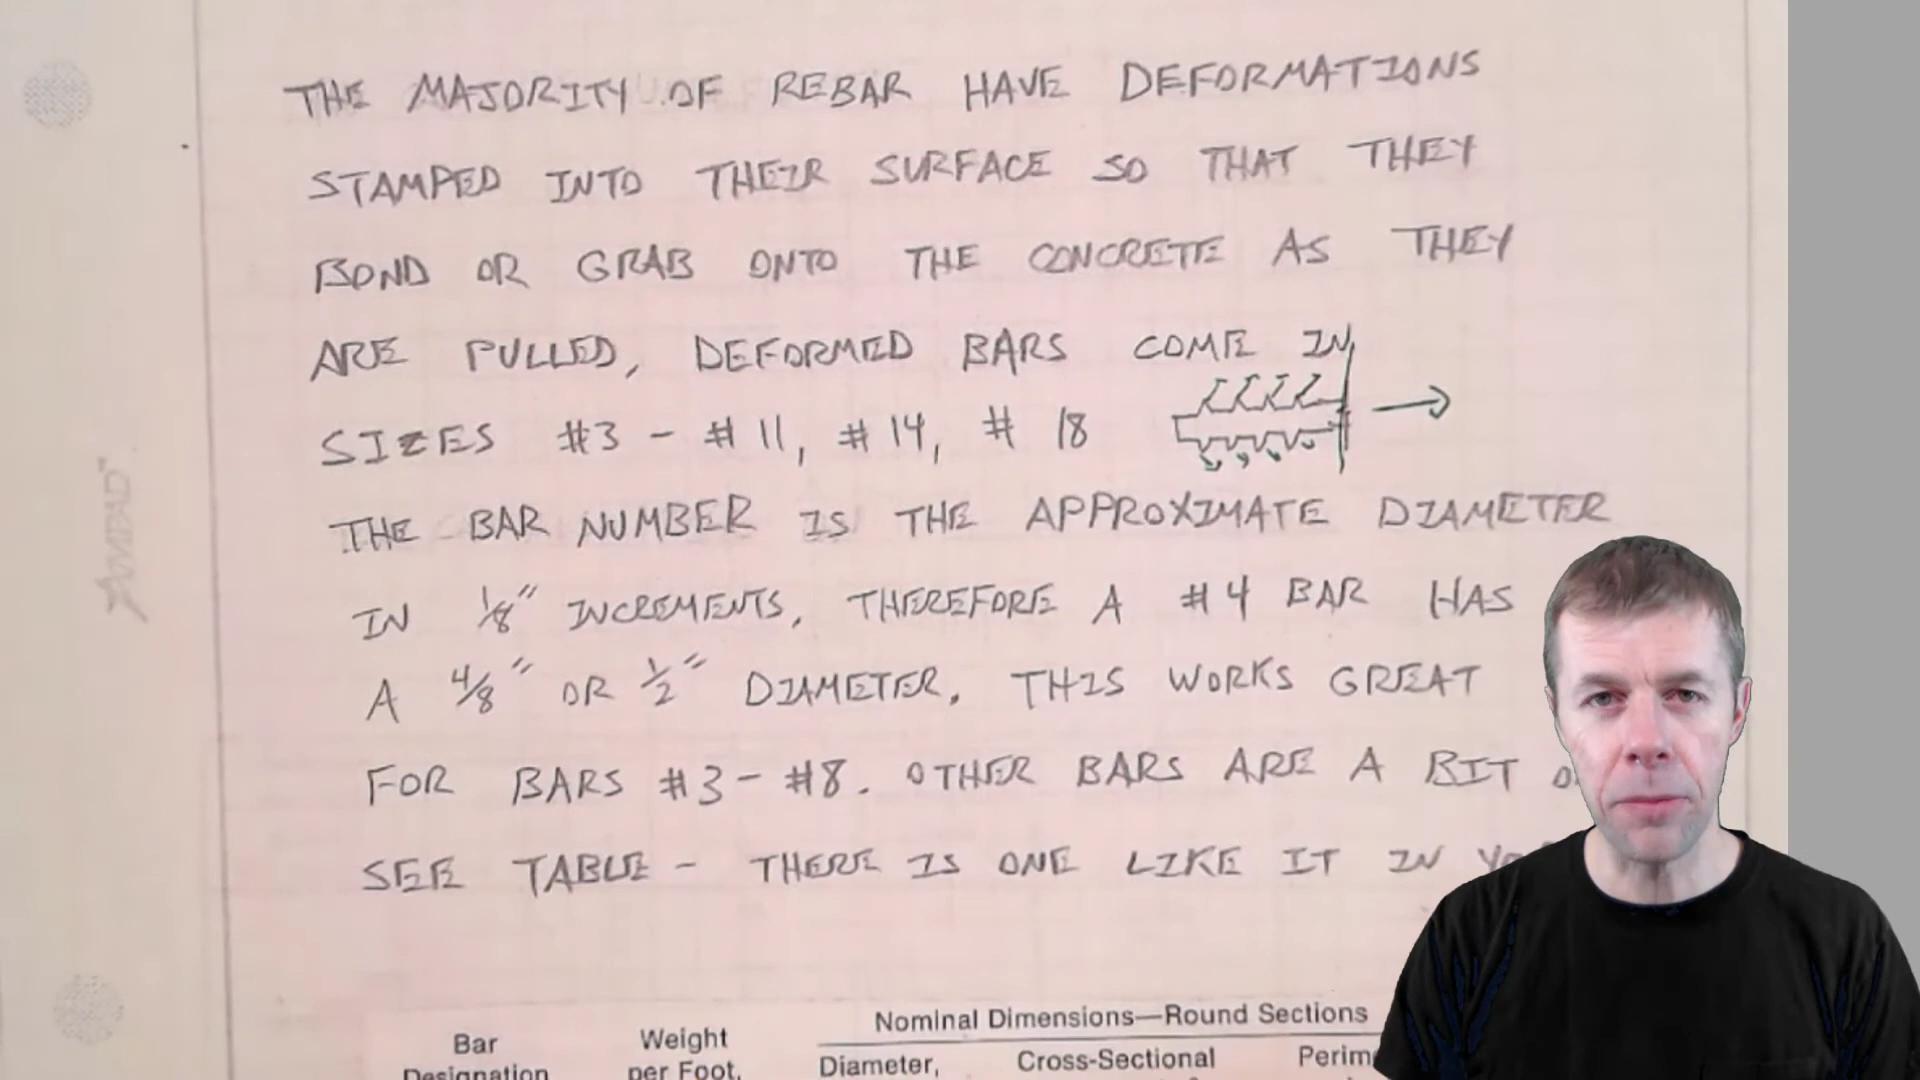 THE MAJORITY OF REBAR HAVE DEFORMATIONS
STAMPED INTO THEIR SURFACE SO THAT THEY
BOND OR GRAB ONTO THE CONCRETE AS THEY
ARE PULLED, DEFORMED BARS COME IN
SIZES #3 - #11, #14, # 18
THE BAR NUMBER IS THE APPROXIMATE DIAMETER
IN 1/8" INCREMENTS, THEREFORE A #4 BAR HAS
A 4/8" OR 1/2" DIAMETER. THIS WORKS GREAT
FOR BARS #3 - #8. OTHER BARS ARE A BIT
SEE TABLE - THERE IS ONE LIKE IT IN
Nominal Dimensions—Round Sections
Bar Weight
Designation per Foot, Diameter, Cross-Sectional
AMPAD™